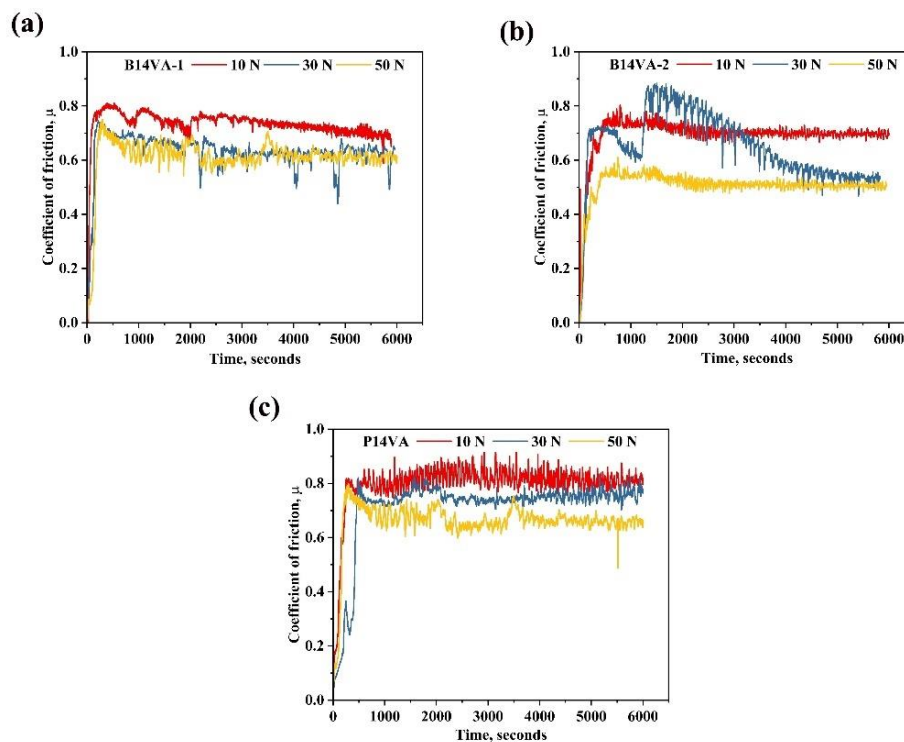 (a)
B14VA-1 10 N 30 N 50 N
1.0
0.8
0.6
0.4
0.2
0.0
Coefficient of friction, μ
0 1000 2000 3000 4000 5000 6000
Time, seconds
(b)
B14VA-2 10 N 30 N 50 N
1.0
0.8
0.6
0.4
0.2
0.0
Coefficient of friction, μ
0 1000 2000 3000 4000 5000 6000
Time, seconds
(c)
P14VA 10 N 30 N 50 N
1.0
0.8
0.6
0.4
0.2
0.0
Coefficient of friction, μ
0 1000 2000 3000 4000 5000 6000
Time, seconds